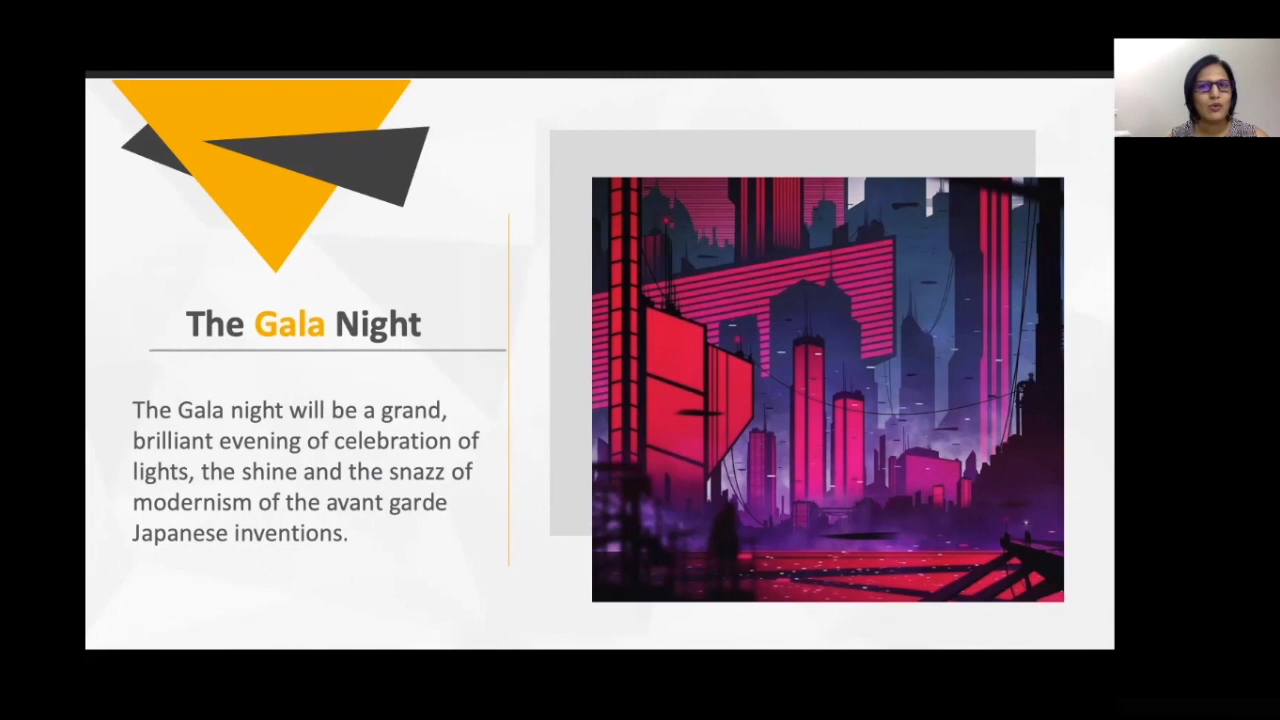 The Gala Night
The Gala night will be a grand,
brilliant evening of celebration of
lights, the shine and the snazz of
modernism of the avant garde
Japanese inventions.